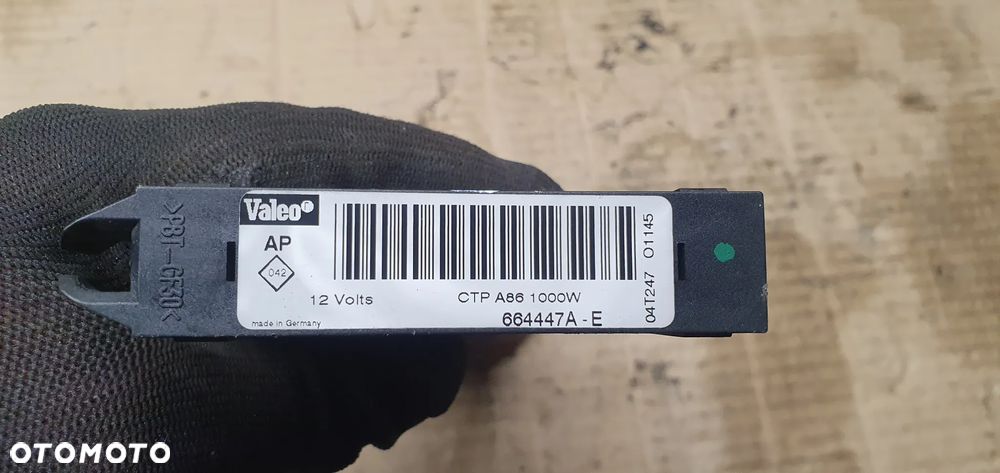 >PBT-GF30<
Valeo
AP
042
12 Volts
CTP A86 1000W
664447A - E
made in Germany
04T247 O1145
OTOMOTO